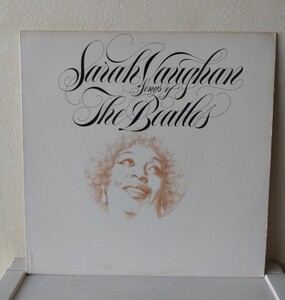 Sarah Vaughan
Songs of
The Beatles